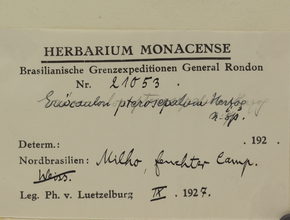 HERBARIUM MONACENSE
Brasilianische Grenzexpeditionen General Rondon
Nr. 21053.
Eriocaulon pterosepalum Herzog
n. sp.
Determ.: . 192 .
Nordbrasilien: Milho, feuchter Camp.
Weiss.
Leg. Ph. v. Luetzelburg IX. 1927.